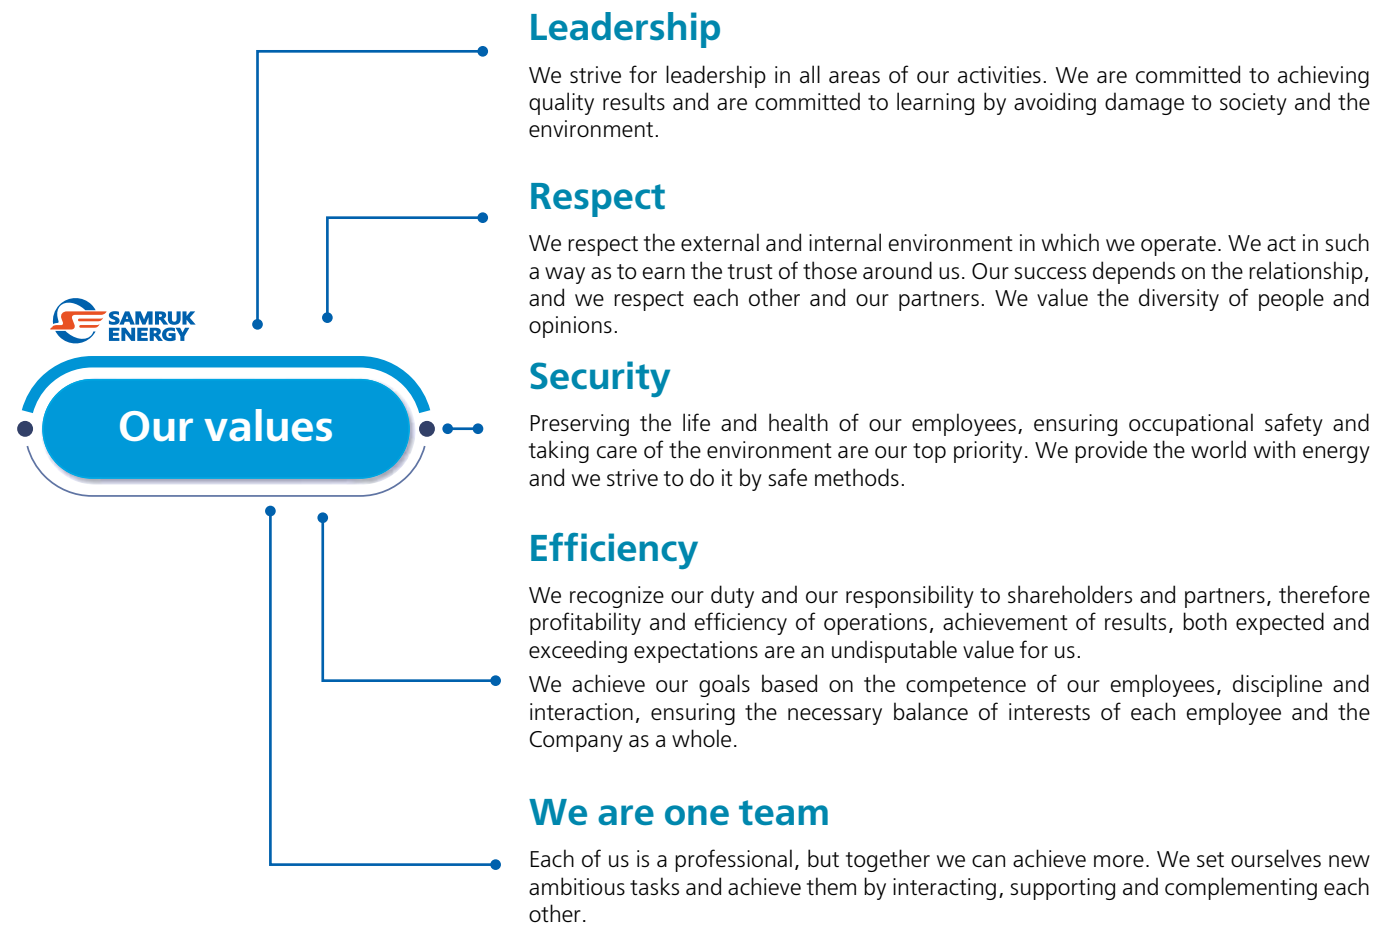 Leadership
We strive for leadership in all areas of our activities. We are committed to achieving
quality results and are committed to learning by avoiding damage to society and the
environment.
Respect
We respect the external and internal environment in which we operate. We act in such
a way as to earn the trust of those around us. Our success depends on the relationship,
and we respect each other and our partners. We value the diversity of people and
opinions.
SAMRUK
ENERGY
Our values
Security
Preserving the life and health of our employees, ensuring occupational safety and
taking care of the environment are our top priority. We provide the world with energy
and we strive to do it by safe methods.
Efficiency
We recognize our duty and our responsibility to shareholders and partners, therefore
profitability and efficiency of operations, achievement of results, both expected and
exceeding expectations are an undisputable value for us.
We achieve our goals based on the competence of our employees, discipline and
interaction, ensuring the necessary balance of interests of each employee and the
Company as a whole.
We are one team
Each of us is a professional, but together we can achieve more. We set ourselves new
ambitious tasks and achieve them by interacting, supporting and complementing each
other.